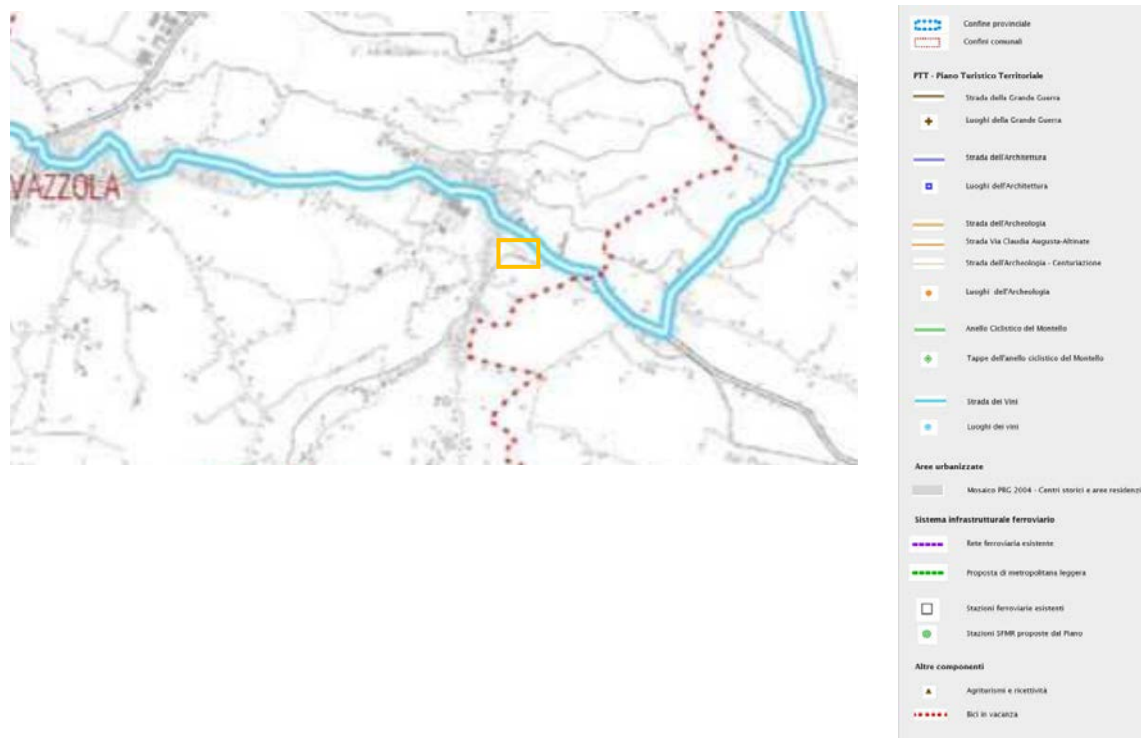 VAZZOLA
Confine provinciale
Confini comunali
PTT - Piano Turistico Territoriale
Strada della Grande Guerra
Luoghi della Grande Guerra
Strada dell'Architettura
Luoghi dell'Architettura
Strada dell'Archeologia
Strada Via Claudia Augusta-Altinate
Strada dell'Archeologia - Centuriazione
Luoghi dell'Archeologia
Anello Ciclistico del Montello
Tappe dell'anello ciclistico del Montello
Strada dei Vini
Luoghi dei vini
Aree urbanizzate
Mosaico PRG 2004 - Centri storici e aree residenzi
Sistema infrastrutturale ferroviario
Rete ferroviaria esistente
Proposta di metropolitana leggera
Stazioni ferroviarie esistenti
Stazioni SFMR proposte dal Piano
Altre componenti
Agriturismi e ricettività
Bici in vacanza